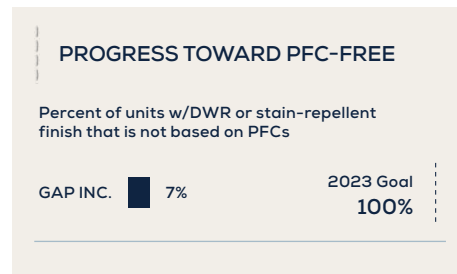 PROGRESS TOWARD PFC-FREE
Percent of units w/DWR or stain-repellent
finish that is not based on PFCs
GAP INC. 7%
2023 Goal
100%